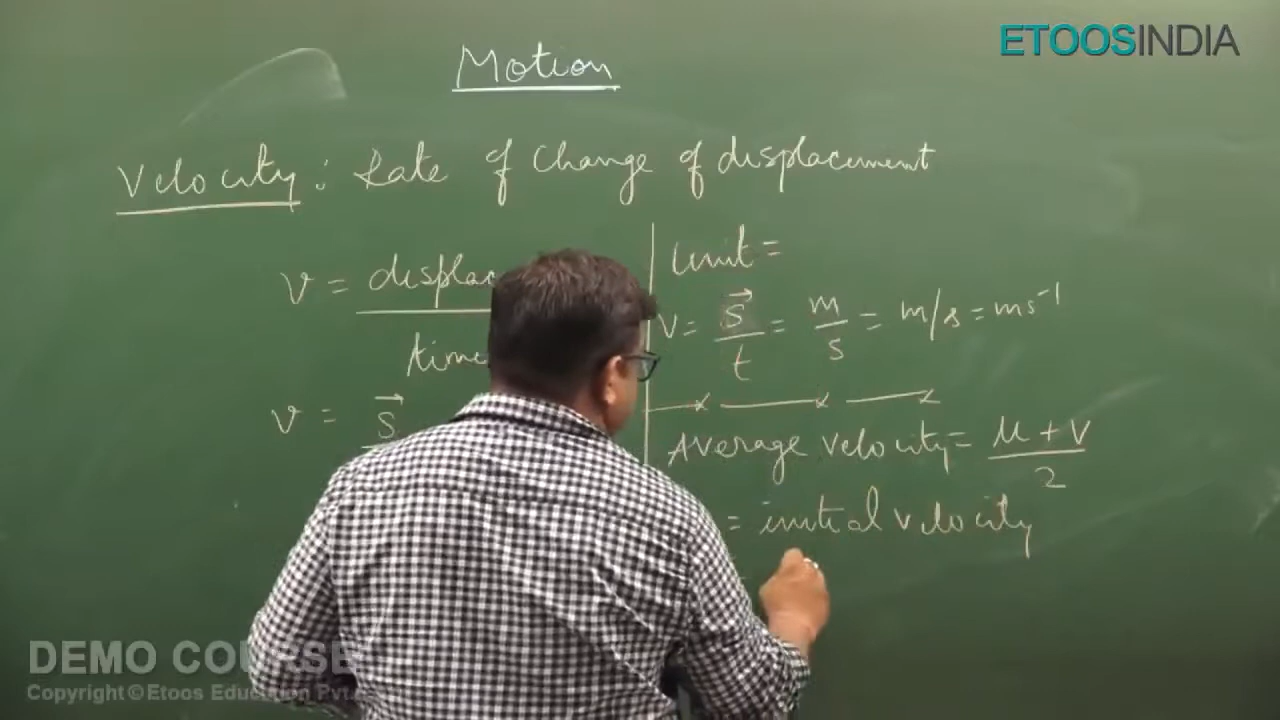 ETOOSINDIA
Motion
Velocity : Rate of Change of displacement
V = displac
time
V = s
Unit =
V = s/t = m/s = m/s = ms⁻¹
Average velocity = u + v / 2
= initial velocity
DEMO COURSE
Copyright © Etoos Education Pvt.